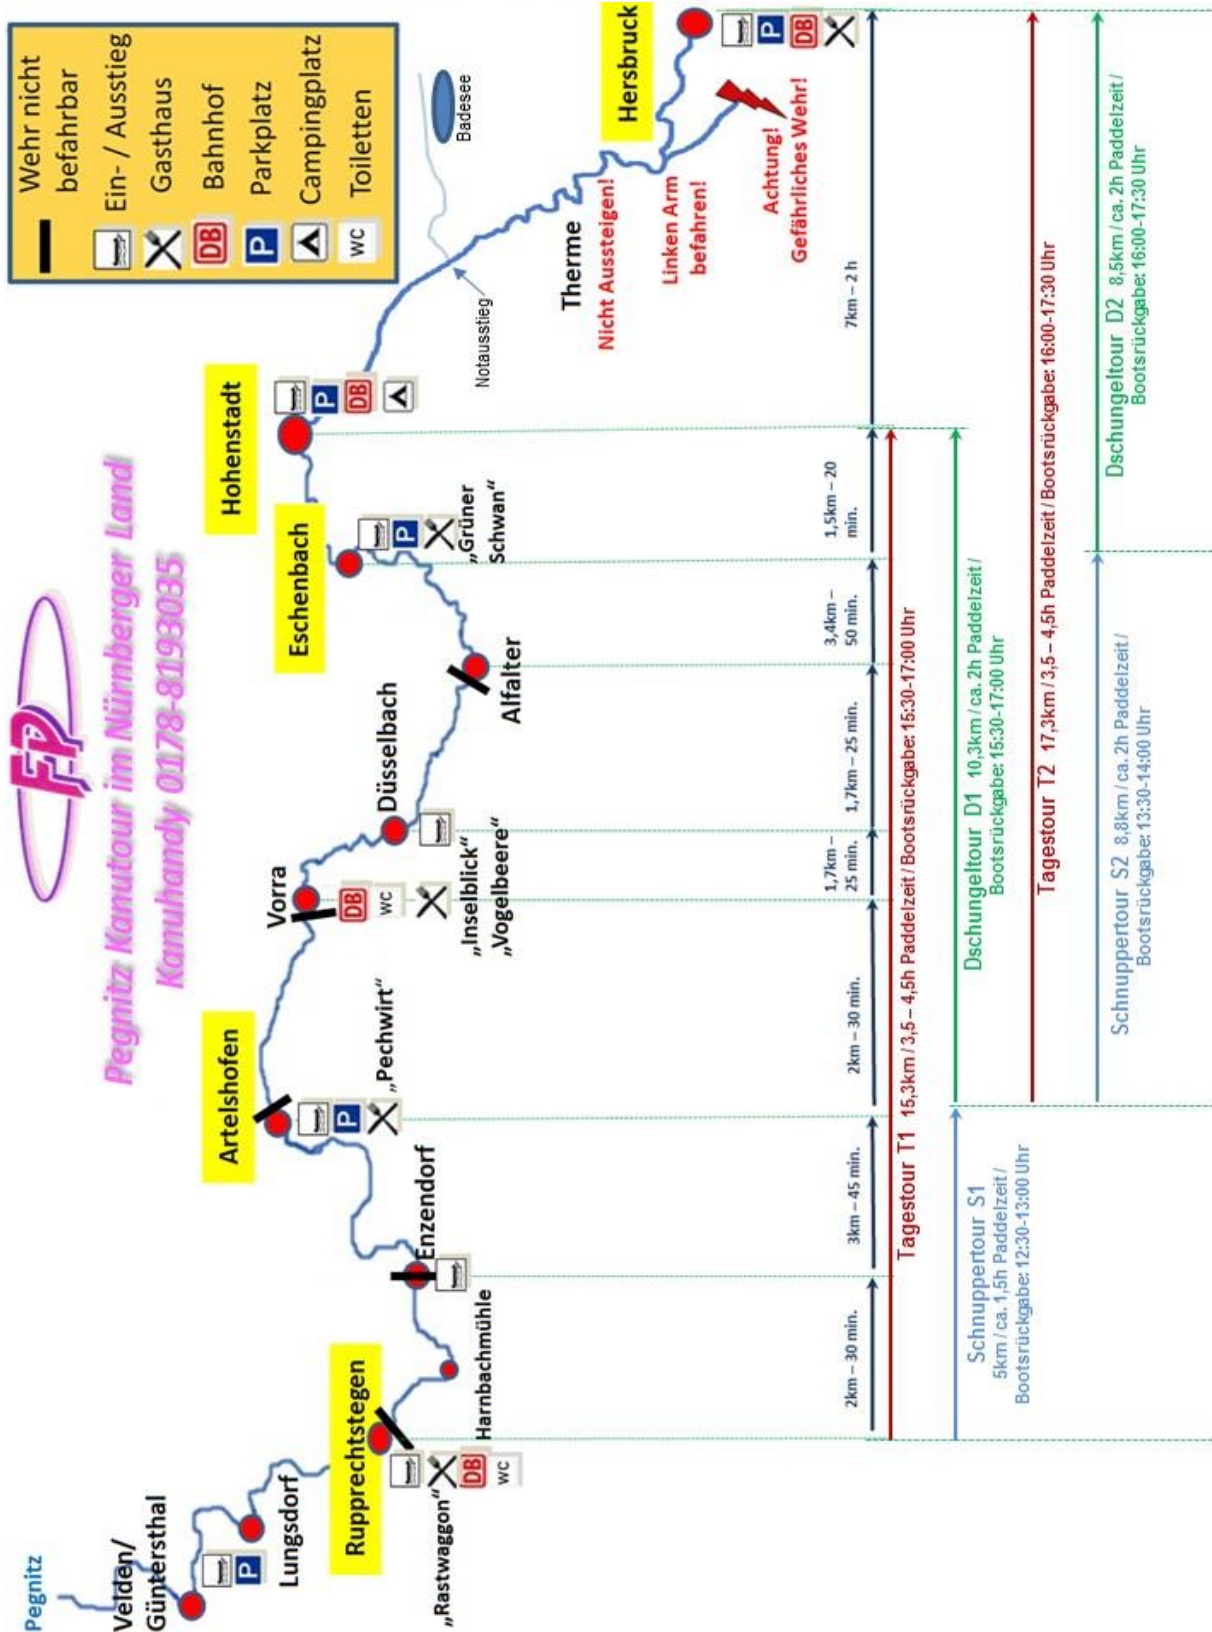 FP
Pegnitz Kanutour im Nürnberger Land
Kanuhandy 0178-8193035
Wehr nicht
befahrbar
Ein- / Ausstieg
Gasthaus
DB
Bahnhof
P
Parkplatz
Campingplatz
WC
Toiletten
Pegnitz
Velden/
Güntersthal
P
Lungsdorf
Rupprechtstegen
DB
WC
„Rastwaggon“
Harnbachmühle
Enzendorf
Artelshofen
P
„Pechwirt“
Vorra
DB
WC
„Inselblick“
„Vogelbeere“
Düsselbach
Alfalter
Eschenbach
P
„Grüner
Schwan“
Hohenstadt
P
DB
Notausstieg
Badesee
Therme
Nicht Aussteigen!
Linken Arm
befahren!
Achtung!
Gefährliches Wehr!
Hersbruck
P
DB
2km – 30 min.
3km – 45 min.
2km – 30 min.
1,7km –
25 min.
1,7km – 25 min.
3,4km –
50 min.
1,5km – 20
min.
7km – 2 h
Tagestour T1 15,3km / 3,5 – 4,5h Paddelzeit / Bootsrückgabe: 15:30-17:00 Uhr
Schnuppertour S1
5km / ca. 1,5h Paddelzeit /
Bootsrückgabe: 12:30-13:00 Uhr
Dschungeltour D1 10,3km / ca. 2h Paddelzeit /
Bootsrückgabe: 15:30-17:00 Uhr
Tagestour T2 17,3km / 3,5 – 4,5h Paddelzeit / Bootsrückgabe: 16:00-17:30 Uhr
Schnuppertour S2 8,8km / ca. 2h Paddelzeit /
Bootsrückgabe: 13:30-14:00 Uhr
Dschungeltour D2 8,5km / ca. 2h Paddelzeit /
Bootsrückgabe: 16:00-17:30 Uhr